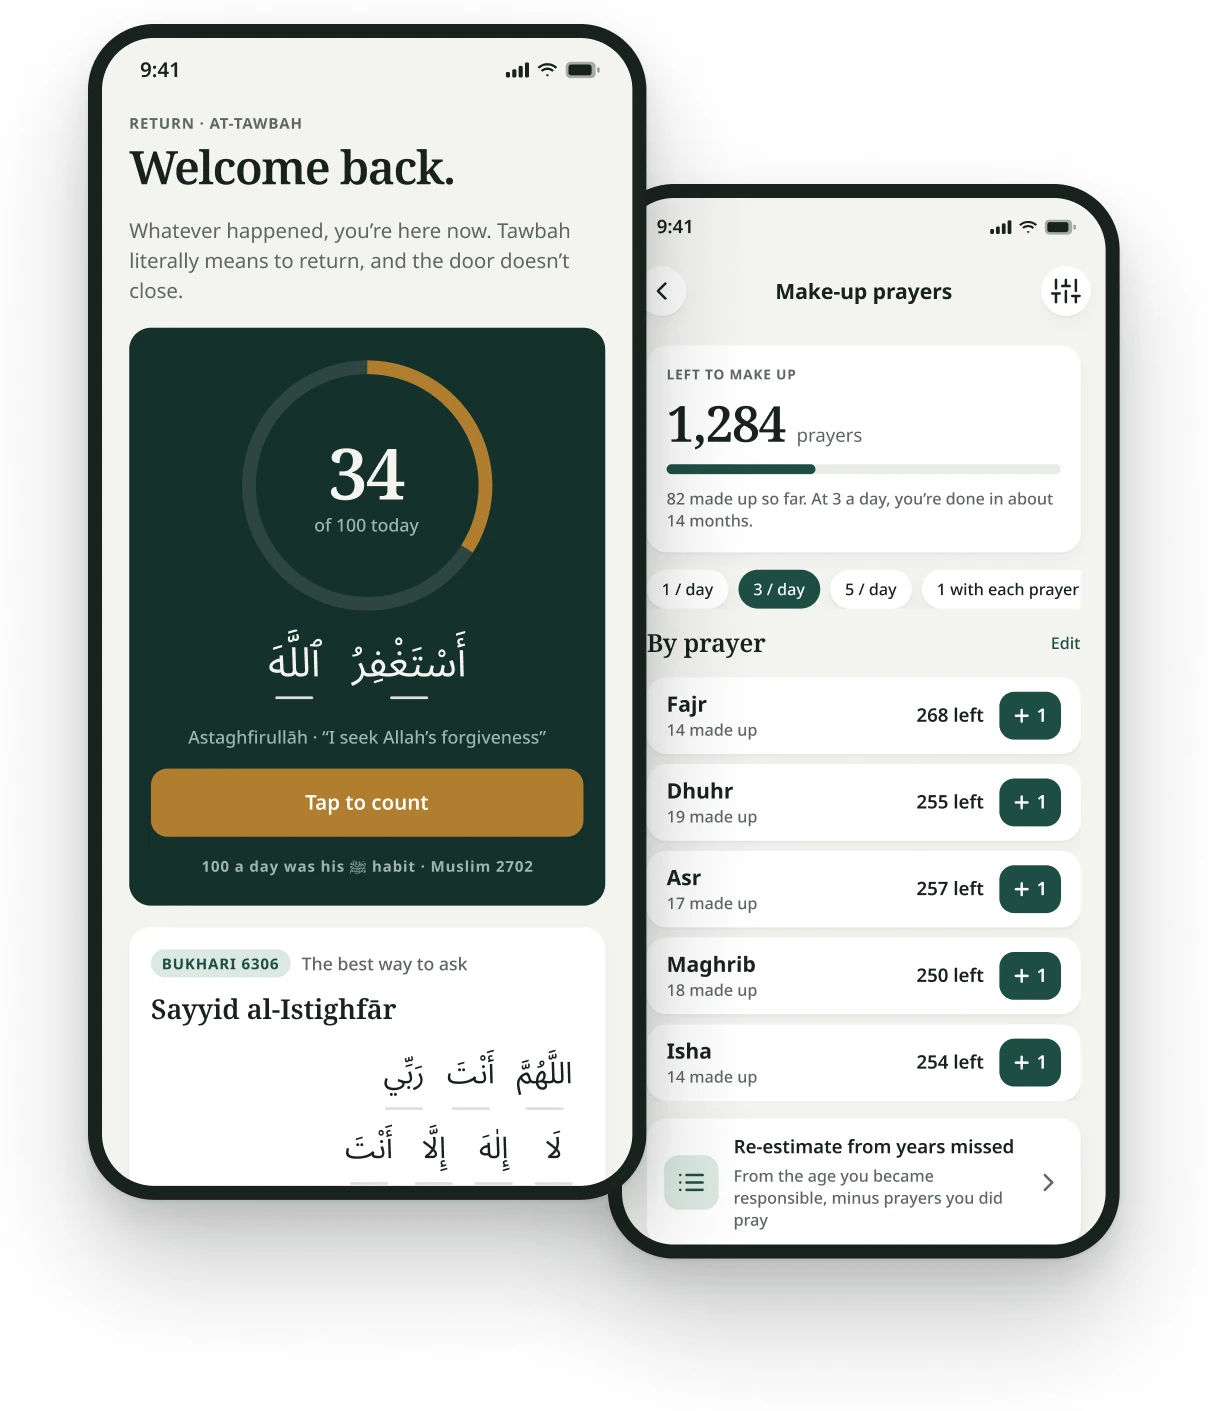 9:41
RETURN · AT-TAWBAH
Welcome back.
Whatever happened, you’re here now. Tawbah
literally means to return, and the door doesn’t
close.
34
of 100 today
أَسْتَغْفِرُ ٱللَّهَ
Astaghfirullāh · “I seek Allah’s forgiveness”
Tap to count
100 a day was his ﷺ habit · Muslim 2702
BUKHARI 6306 The best way to ask
Sayyid al-Istighfār
اللَّهُمَّ أَنْتَ رَبِّي
لَا إِلٰهَ إِلَّا أَنْتَ
9:41
Make-up prayers
LEFT TO MAKE UP
1,284 prayers
82 made up so far. At 3 a day, you’re done in about
14 months.
1 / day 3 / day 5 / day 1 with each prayer
By prayer Edit
Fajr
14 made up
268 left + 1
Dhuhr
19 made up
255 left + 1
Asr
17 made up
257 left + 1
Maghrib
18 made up
250 left + 1
Isha
14 made up
254 left + 1
Re-estimate from years missed
From the age you became
responsible, minus prayers you did
pray